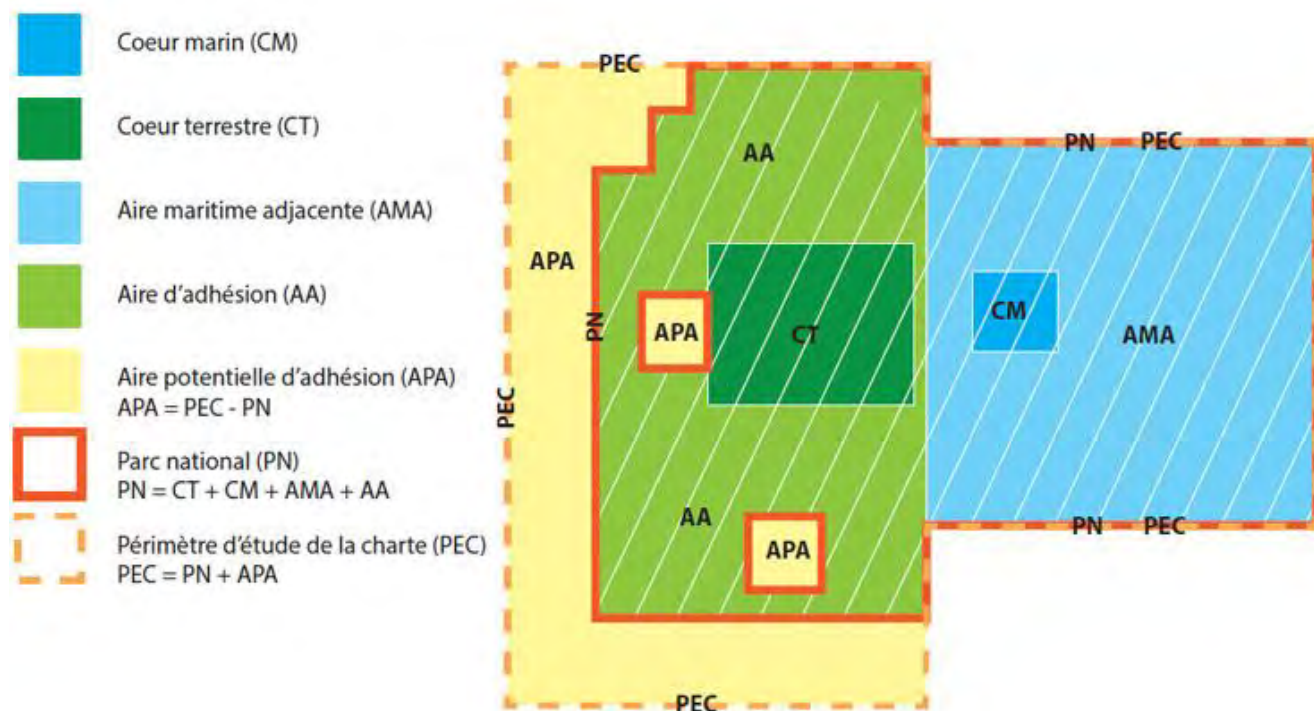 Coeur marin (CM)
Coeur terrestre (CT)
Aire maritime adjacente (AMA)
Aire d'adhésion (AA)
Aire potentielle d'adhésion (APA)
APA = PEC - PN
Parc national (PN)
PN = CT + CM + AMA + AA
Périmètre d'étude de la charte (PEC)
PEC = PN + APA
PEC
PN PEC
AA
APA
PN
APA
CT
CM
AMA
PEC
AA
APA
PN PEC
PEC